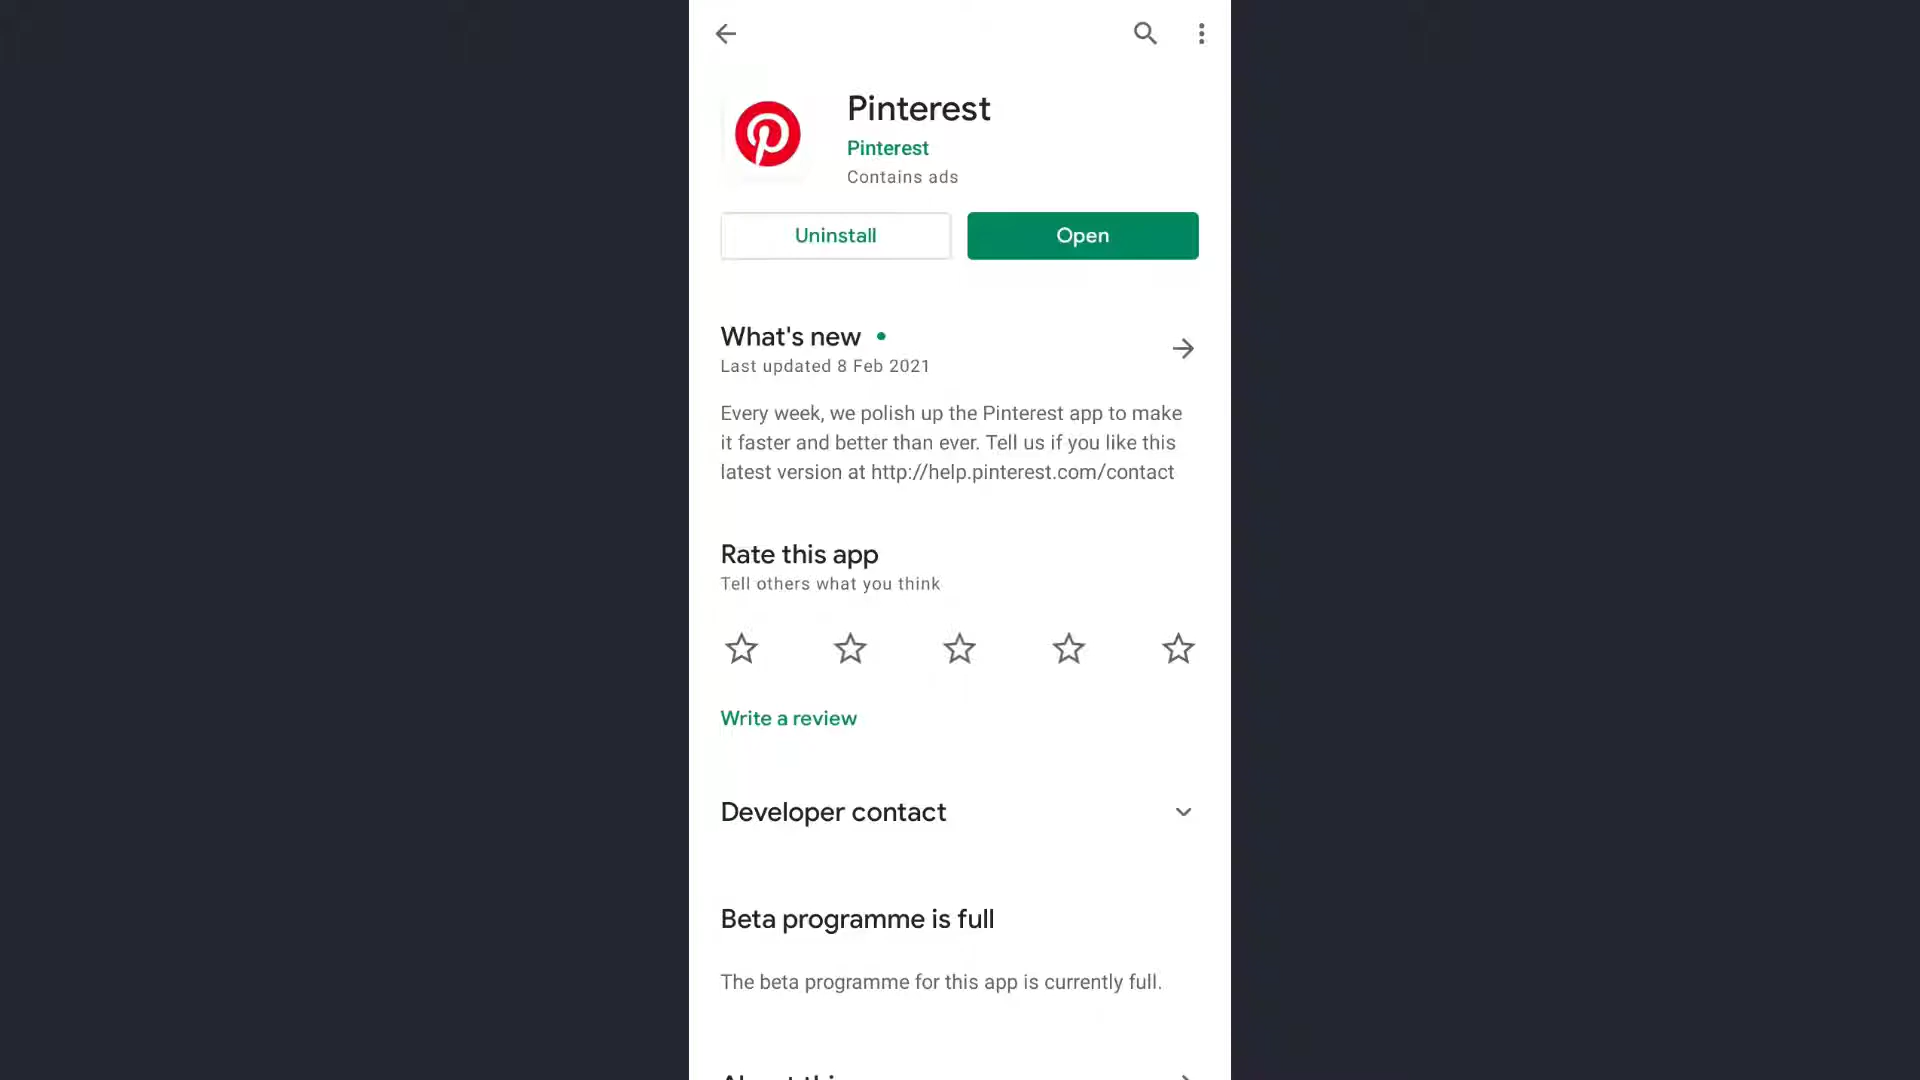 Pinterest
Pinterest
Contains ads
Uninstall
Open
What's new
Last updated 8 Feb 2021
Every week, we polish up the Pinterest app to make
it faster and better than ever. Tell us if you like this
latest version at http://help.pinterest.com/contact
Rate this app
Tell others what you think
Write a review
Developer contact
Beta programme is full
The beta programme for this app is currently full.